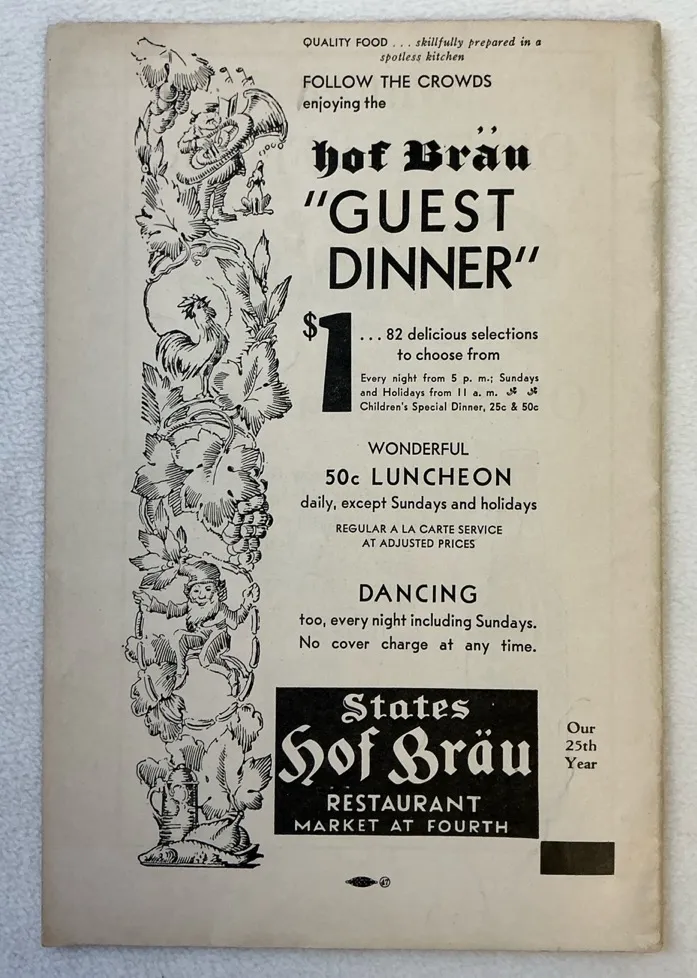 QUALITY FOOD . . . skillfully prepared in a
spotless kitchen
FOLLOW THE CROWDS
enjoying the
hof Bräu
"GUEST
DINNER"
$1 . . . 82 delicious selections
to choose from
Every night from 5 p. m.; Sundays
and Holidays from 11 a. m.
Children's Special Dinner, 25c & 50c
WONDERFUL
50c LUNCHEON
daily, except Sundays and holidays
REGULAR A LA CARTE SERVICE
AT ADJUSTED PRICES
DANCING
too, every night including Sundays.
No cover charge at any time.
States
Hof Bräu
RESTAURANT
MARKET AT FOURTH
Our
25th
Year
47